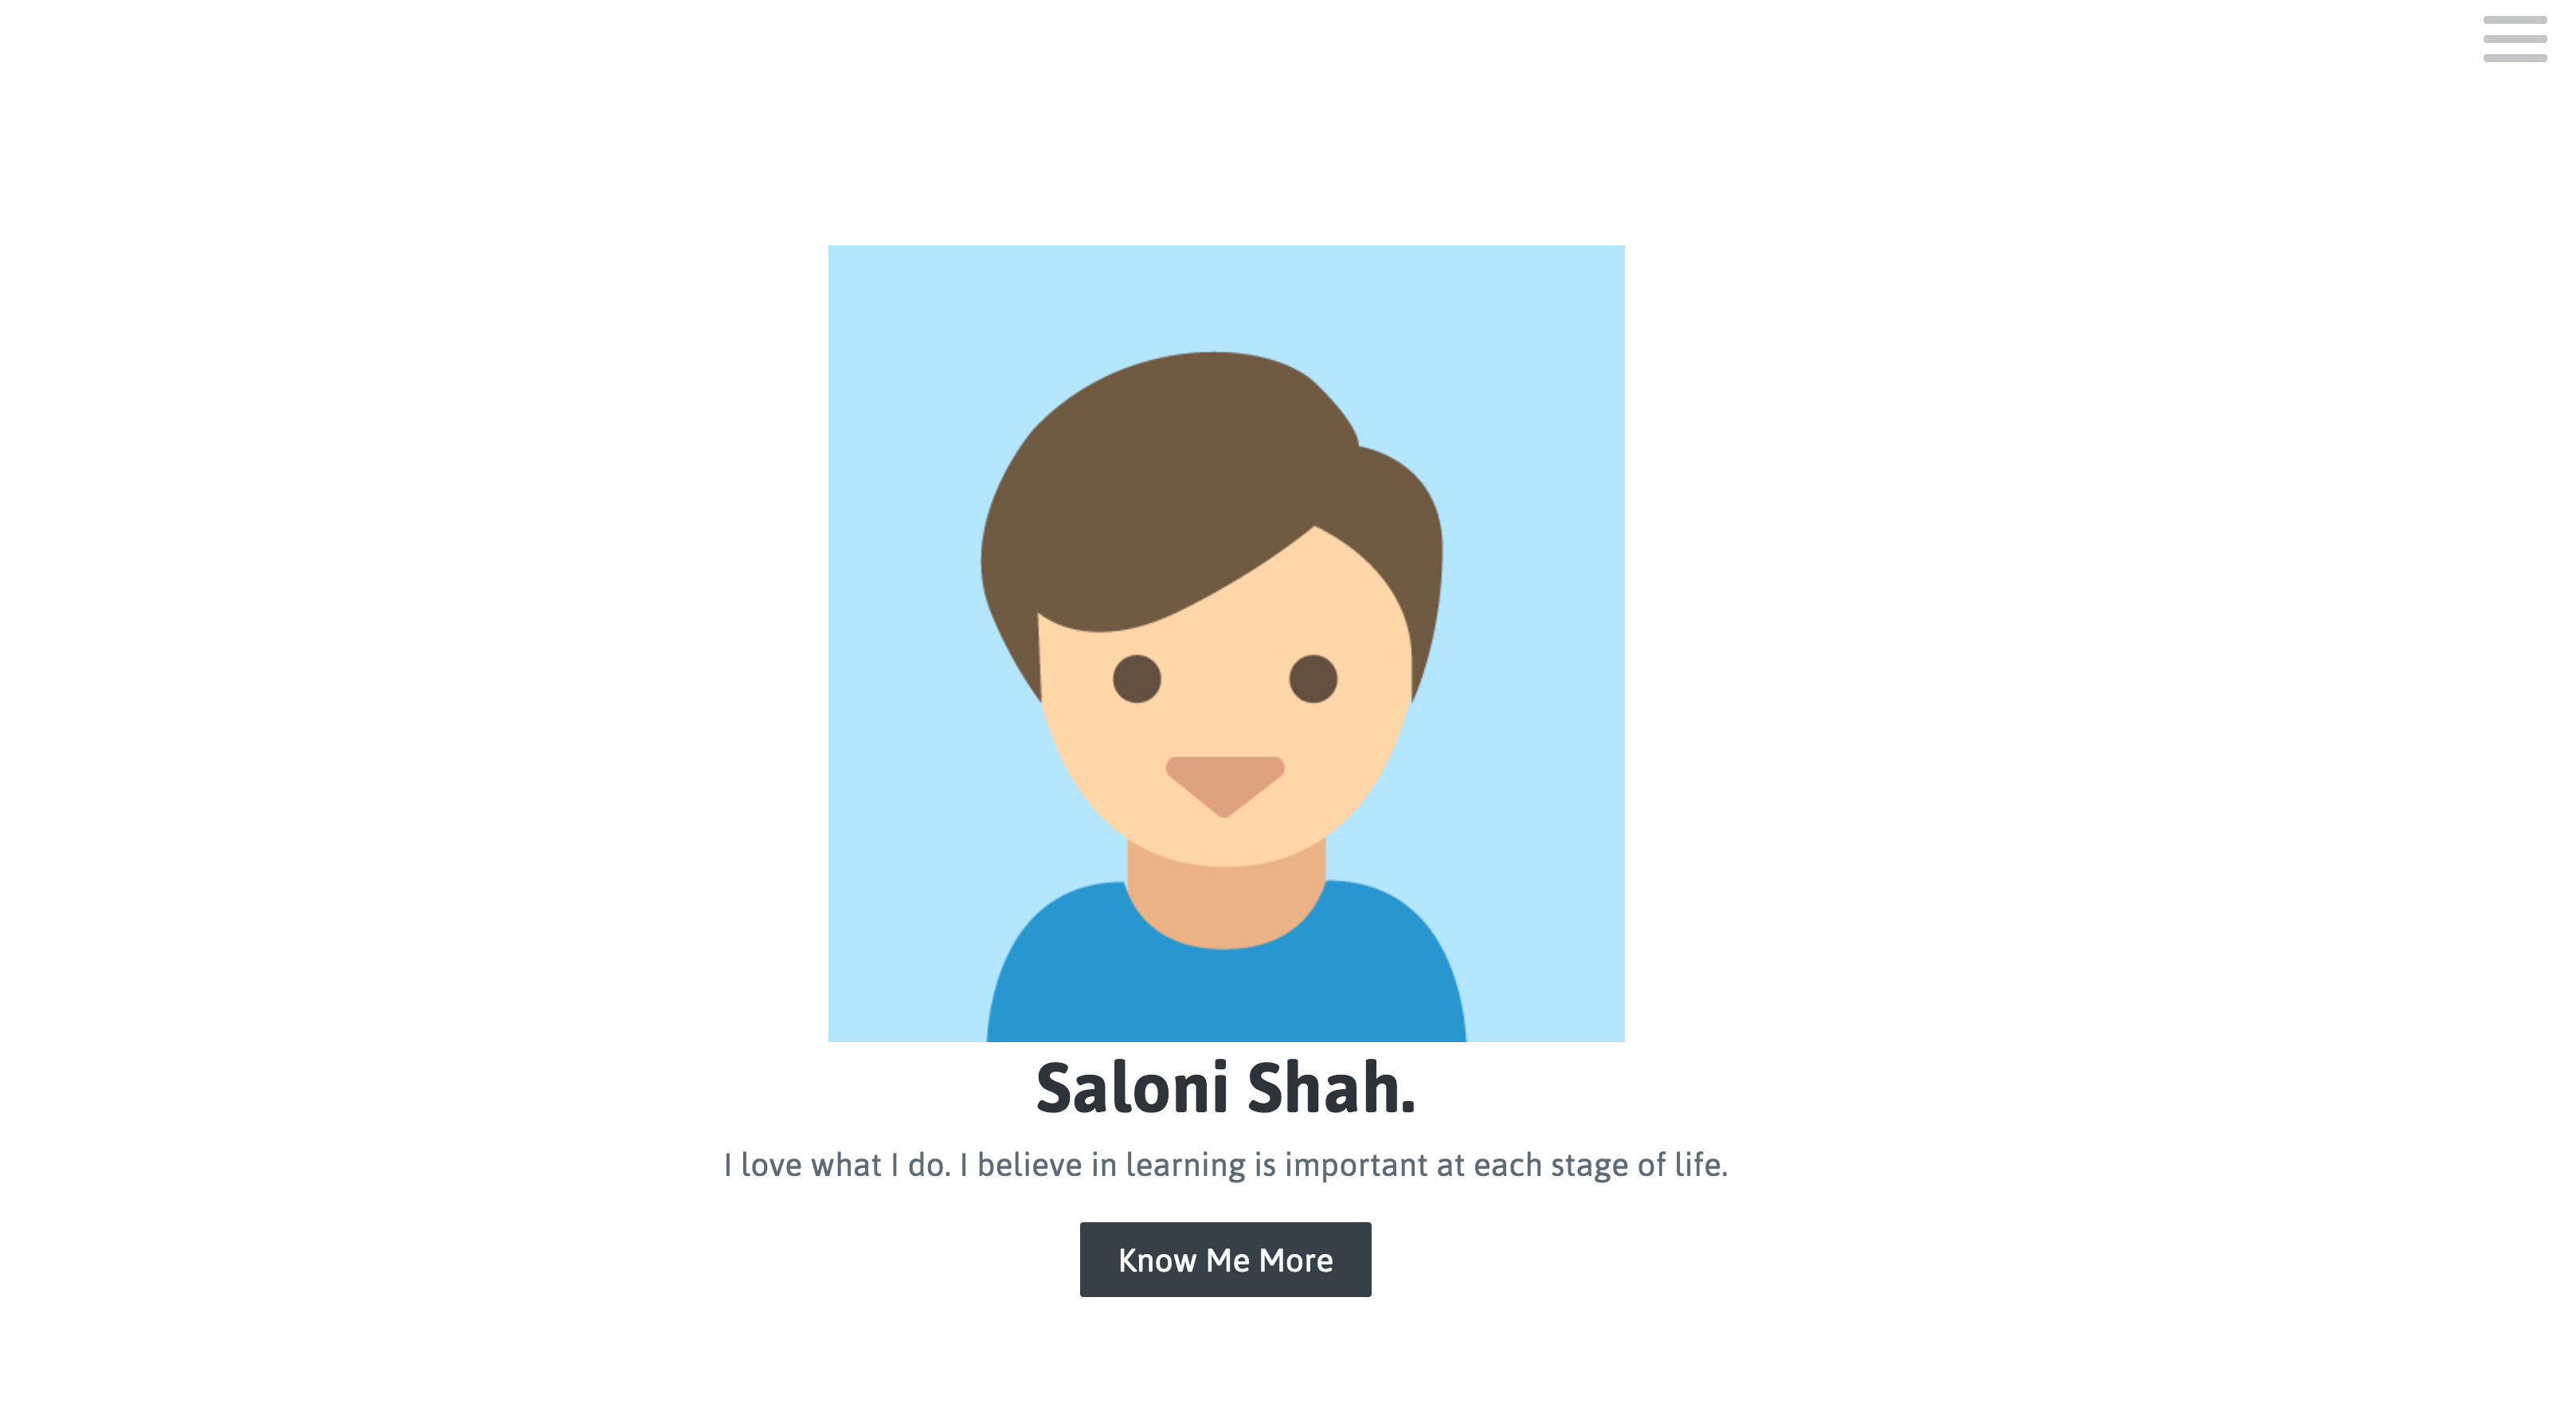 Saloni Shah.
I love what I do. I believe in learning is important at each stage of life.
Know Me More